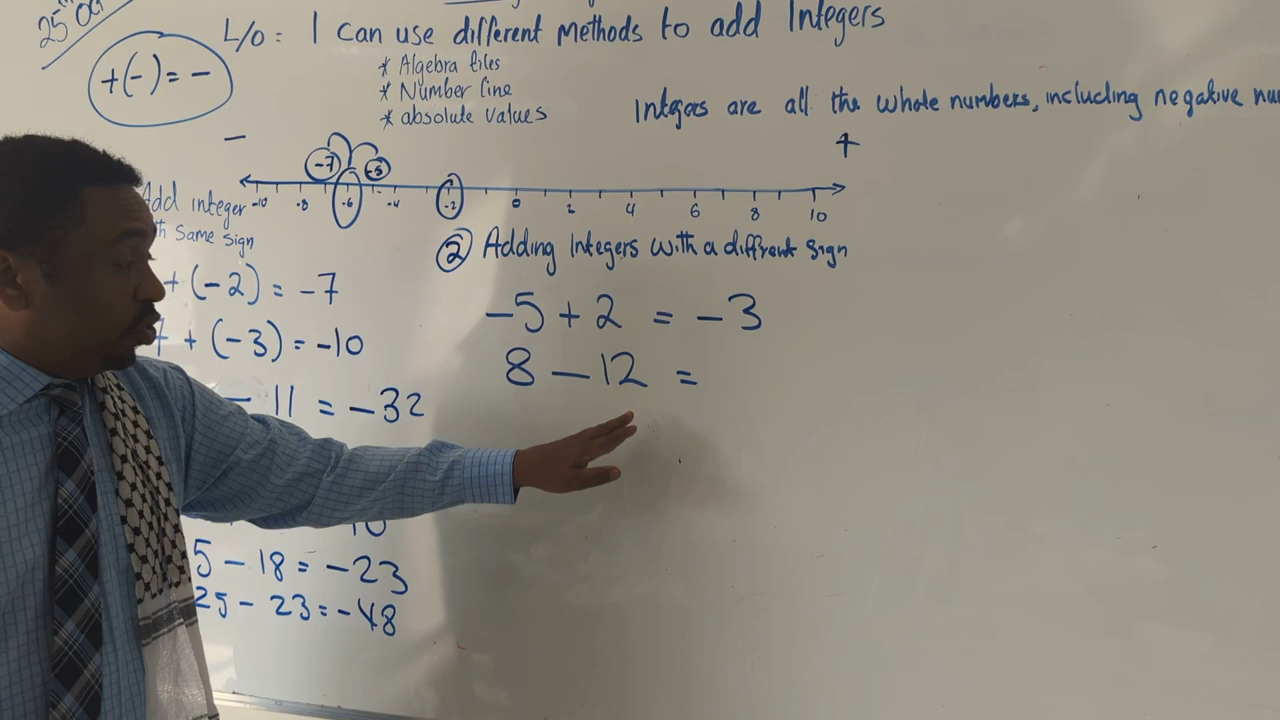 25
L/O: I can use different methods to add Integers
+(-) = -
* Algebra tiles
* Number line
* absolute values
Integers are all the whole numbers, including negative
- +
-7 -5
-10 -8 -6 -4 -2 0 2 4 6 8 10
Add integer
same sign
② Adding Integers with a different sign
+ (-2) = -7
+ (-3) = -10
- 11 = -32
10
5 - 18 = -23
25 - 23 = -48
-5 + 2 = -3
8 - 12 =